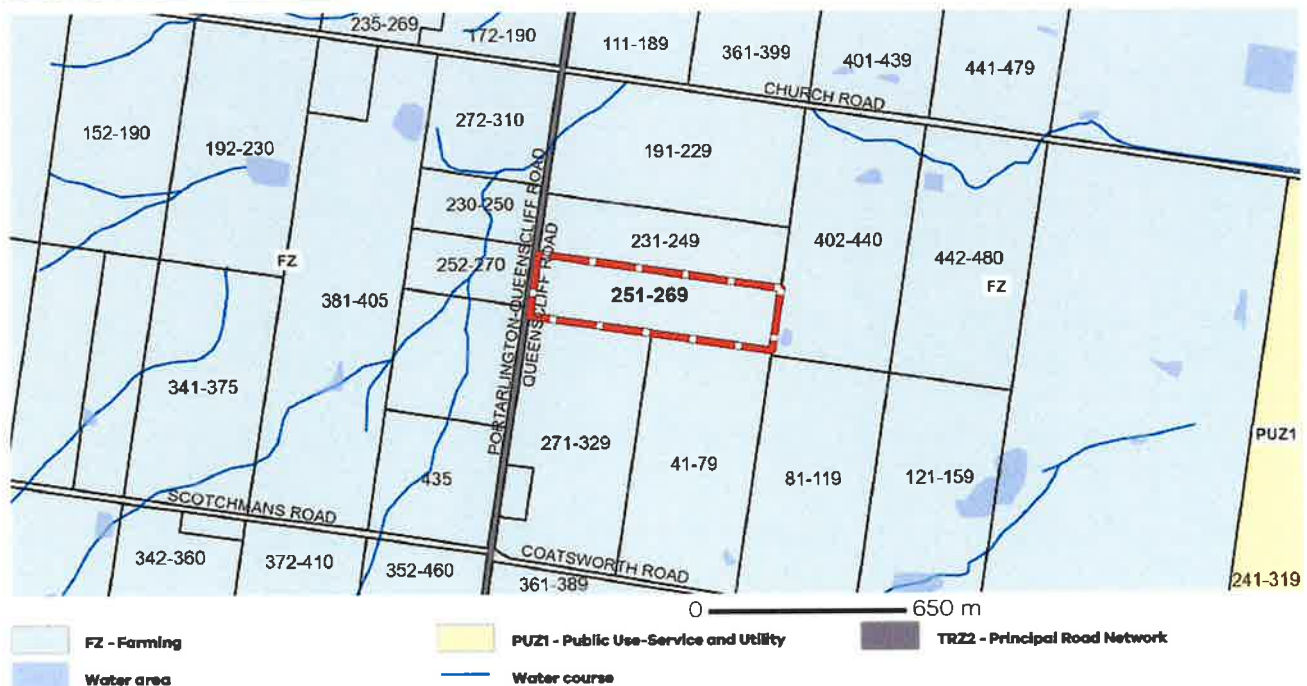 235-269
172-190
111-189
361-399
401-439
441-479
CHURCH ROAD
152-190
192-230
272-310
191-229
230-250
231-249
252-270
FZ
381-405
251-269
402-440
442-480
FZ
PORTARLINGTON-QUEENSCLIFF ROAD
QUEENSCLIFF ROAD
341-375
271-329
41-79
81-119
121-159
PUZ1
435
SCOTCHMANS ROAD
342-360
372-410
352-460
COATSWORTH ROAD
361-389
241-319
0 650 m
FZ - Farming
PUZ1 - Public Use-Service and Utility
TRZ2 - Principal Road Network
Water area
Water course